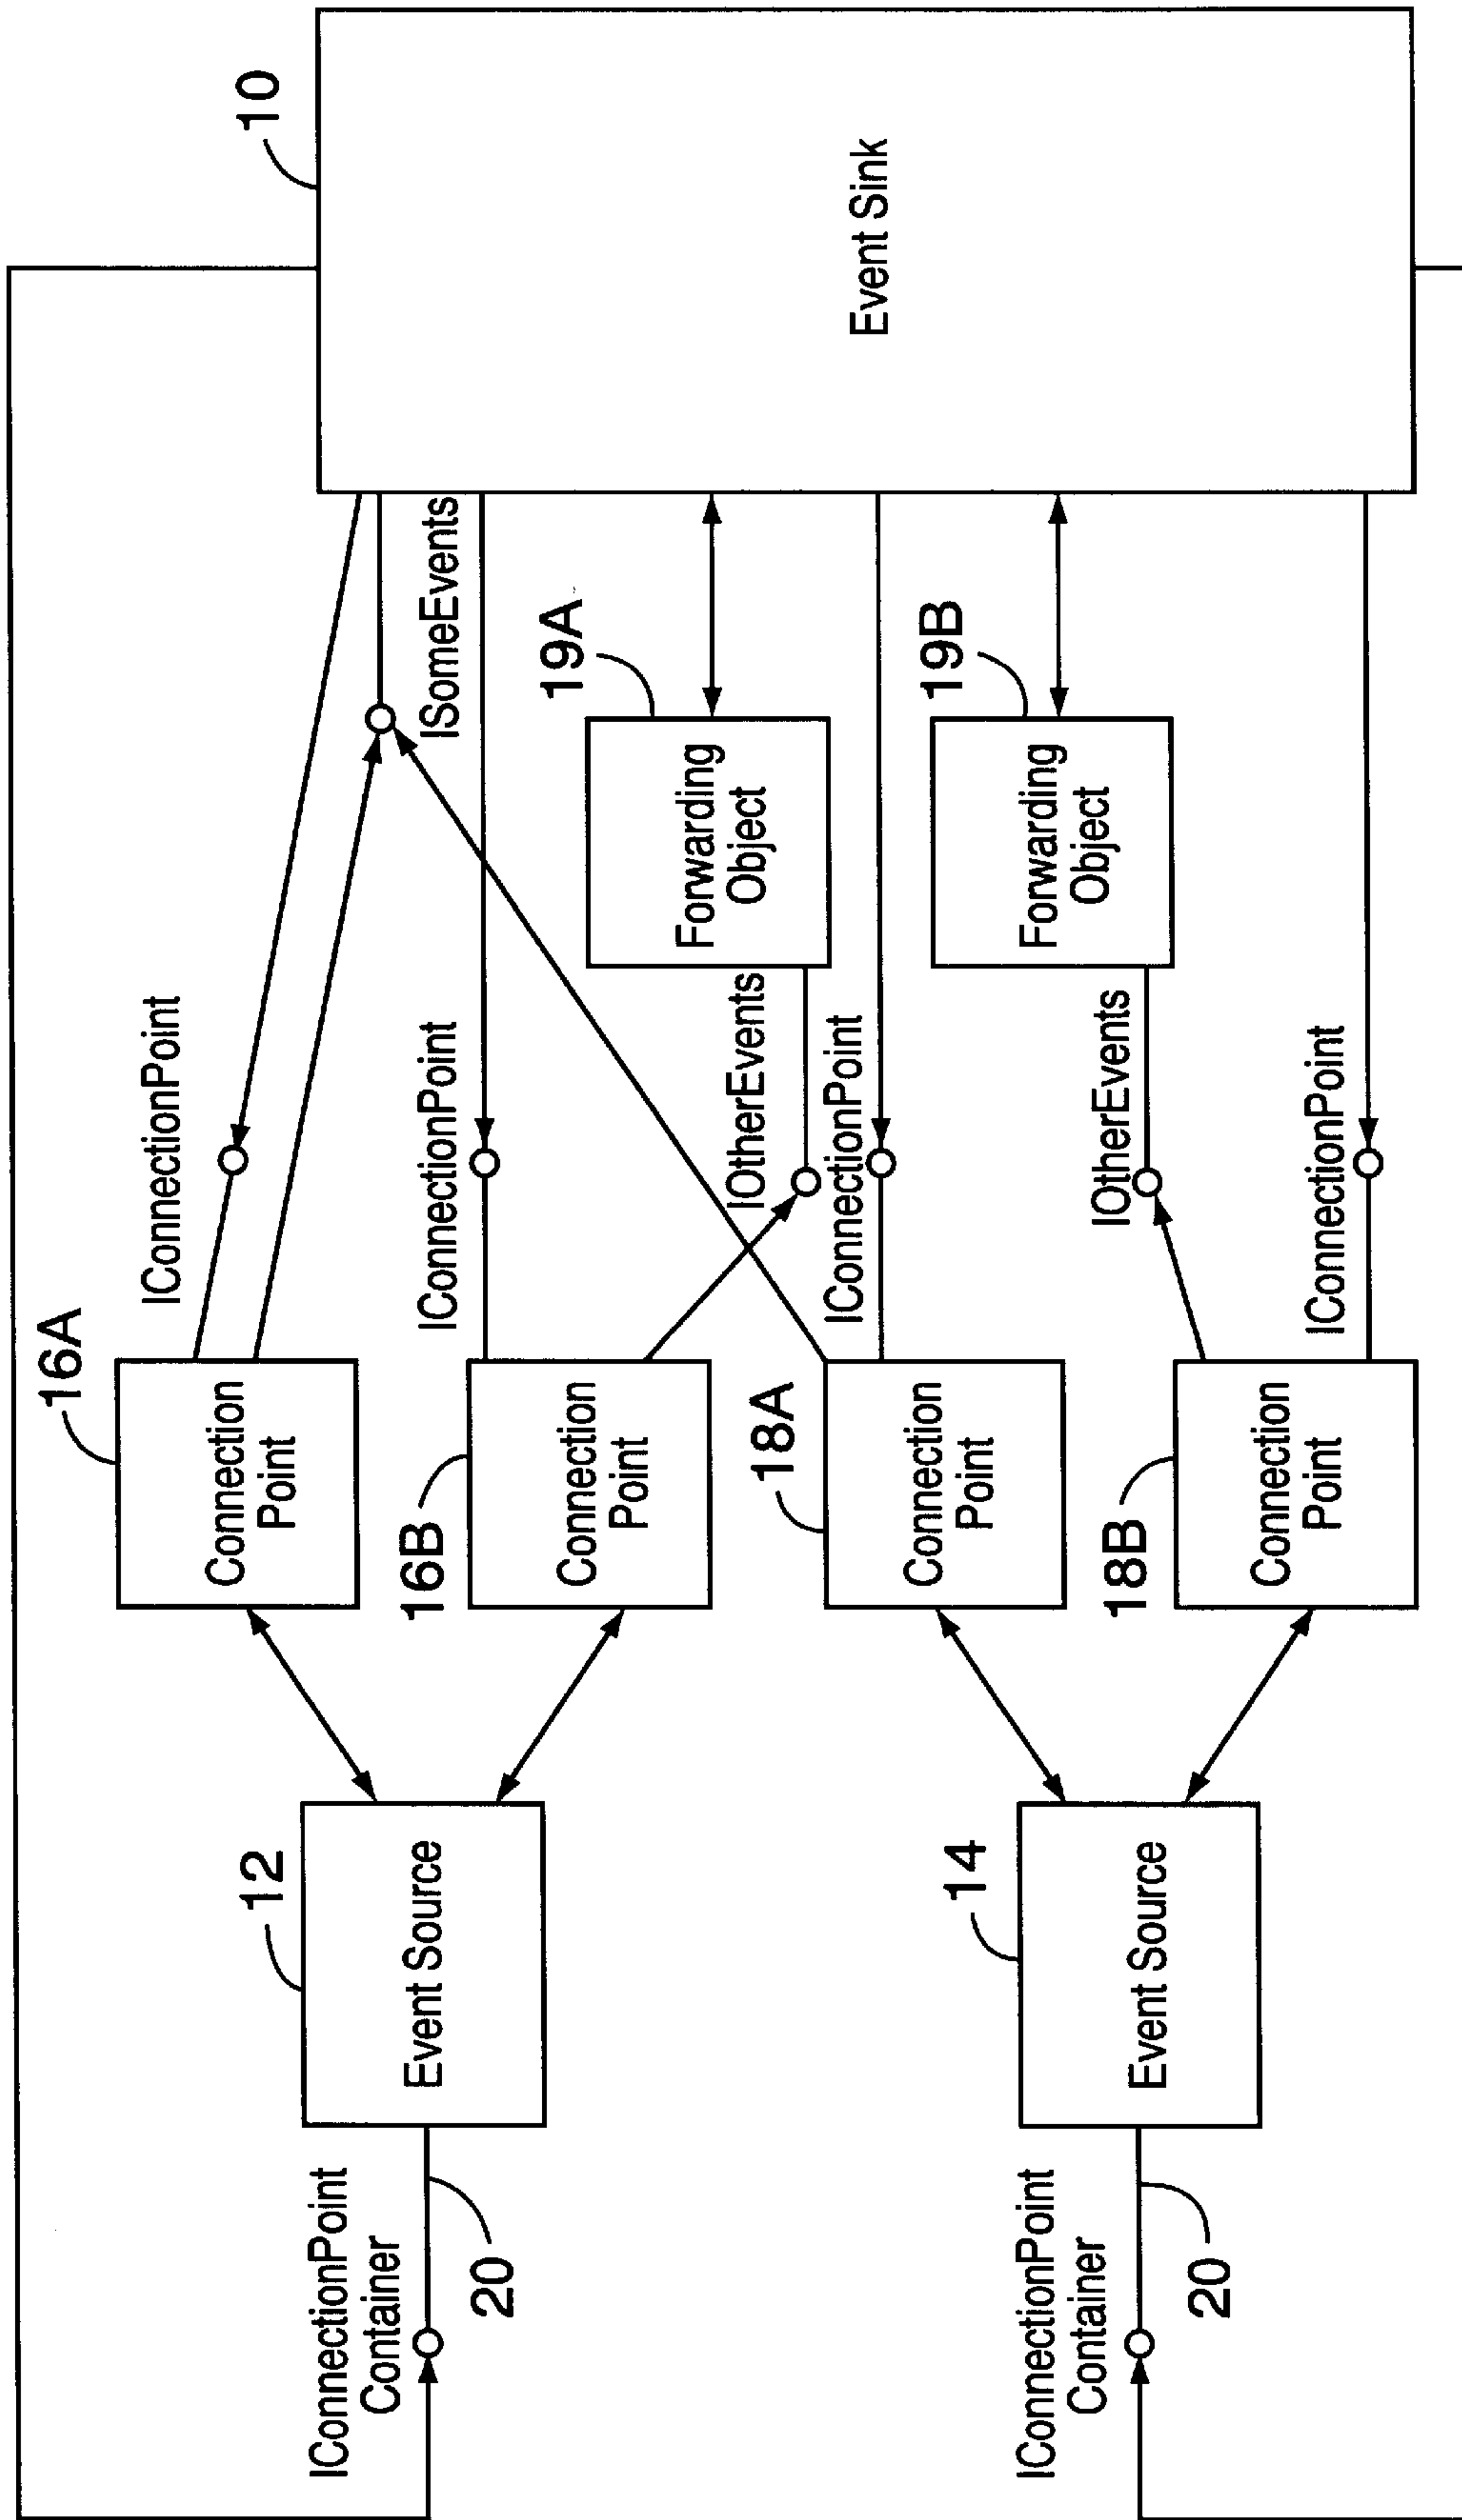 16A
IConnectionPoint
Connection
Point
12
10
IConnectionPoint
Container
Event Source
16B
IConnectionPoint
ISomeEvents
20
19A
Connection
Point
Forwarding
Object
IOtherEvents
18A
IConnectionPoint
Event Sink
Connection
Point
19B
14
IConnectionPoint
Container
Forwarding
Object
IOtherEvents
18B
Event Source
20
Connection
Point
IConnectionPoint